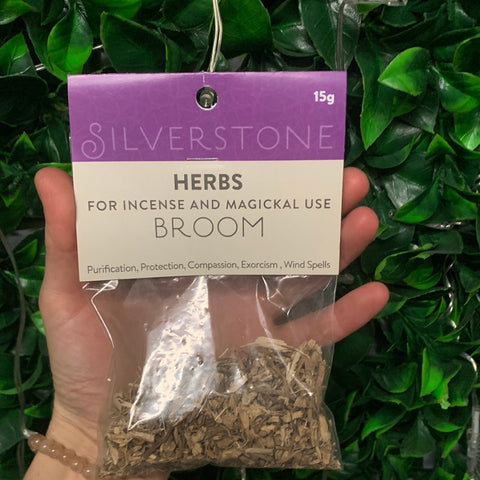 15g
SILVERSTONE
HERBS
FOR INCENSE AND MAGICKAL USE
BROOM
Purification, Protection, Compassion, Exorcism , Wind Spells